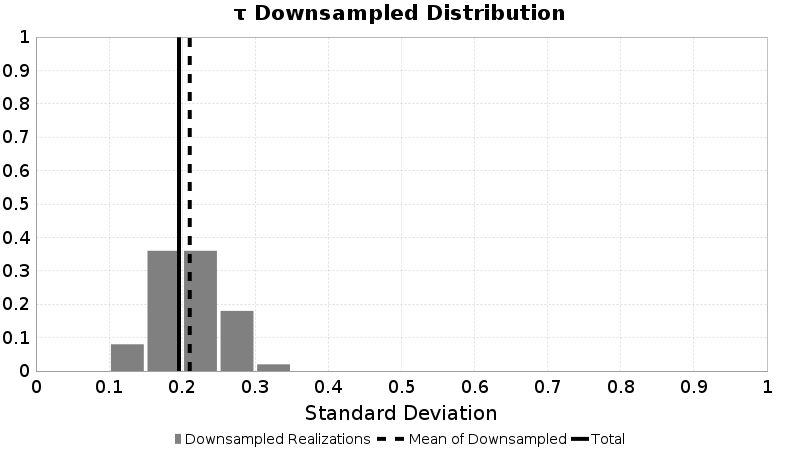 τ Downsampled Distribution
1
0.9
0.8
0.7
0.6
0.5
0.4
0.3
0.2
0.1
0
0 0.1 0.2 0.3 0.4 0.5 0.6 0.7 0.8 0.9 1
Standard Deviation
Downsampled Realizations Mean of Downsampled Total